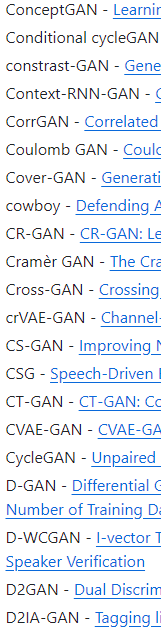 ConceptGAN - Learnin
Conditional cycleGAN
constrast-GAN - Gene
Context-RNN-GAN -
CorrGAN - Correlated
Coulomb GAN - Coulo
Cover-GAN - Generati
cowboy - Defending A
CR-GAN - CR-GAN: Le
Cramèr GAN - The Cra
Cross-GAN - Crossing
crVAE-GAN - Channel-
CS-GAN - Improving N
CSG - Speech-Driven
CT-GAN - CT-GAN: Co
CVAE-GAN - CVAE-GA
CycleGAN - Unpaired
D-GAN - Differential G
Number of Training Da
D-WCGAN - I-vector T
Speaker Verification
D2GAN - Dual Discrim
D2IA-GAN - Tagging li